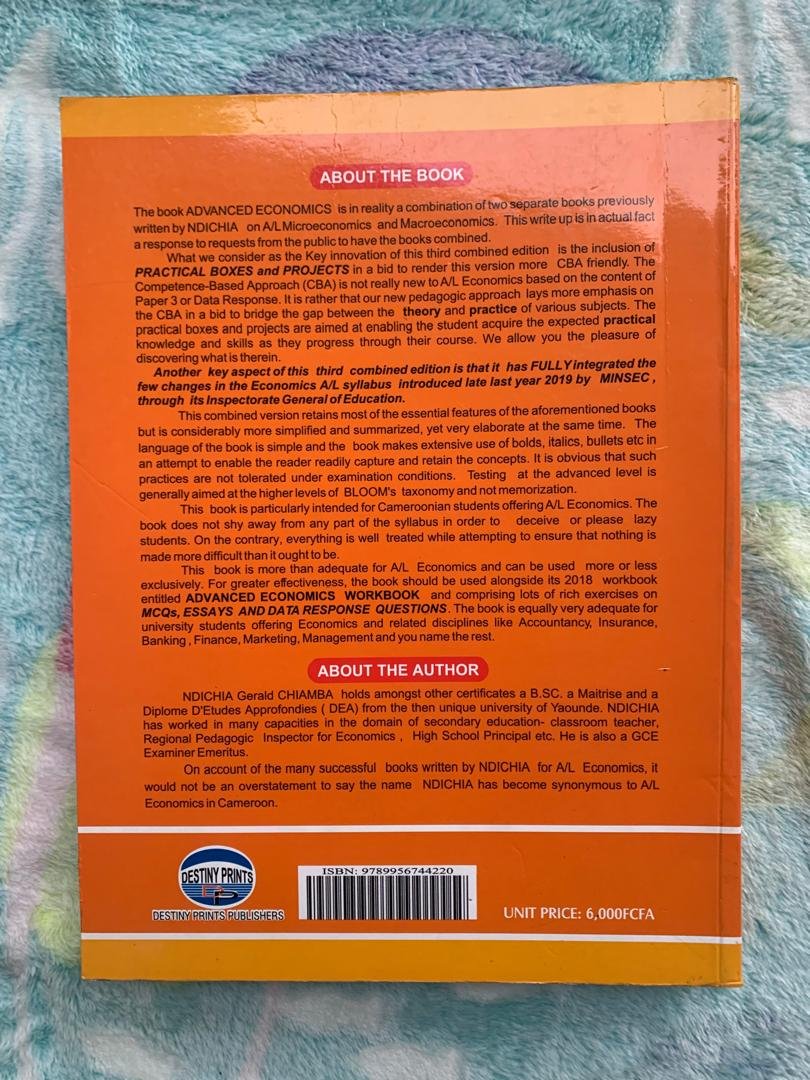 ABOUT THE BOOK
The book ADVANCED ECONOMICS is in reality a combination of two separate books previously
written by NDICHIA on A/L Microeconomics and Macroeconomics. This write up is in actual fact
a response to requests from the public to have the books combined.
What we consider as the Key innovation of this third combined edition is the inclusion of
PRACTICAL BOXES and PROJECTS in a bid to render this version more CBA friendly. The
Competence-Based Approach (CBA) is not really new to A/L Economics based on the content of
Paper 3 or Data Response. It is rather that our new pedagogic approach lays more emphasis on
the CBA in a bid to bridge the gap between the theory and practice of various subjects. The
practical boxes and projects are aimed at enabling the student acquire the expected practical
knowledge and skills as they progress through their course. We allow you the pleasure of
discovering what is therein.
Another key aspect of this third combined edition is that it has FULLY integrated the
few changes in the Economics A/L syllabus introduced late last year 2019 by MINSEC,
through its Inspectorate General of Education.
This combined version retains most of the essential features of the aforementioned books
but is considerably more simplified and summarized, yet very elaborate at the same time. The
language of the book is simple and the book makes extensive use of bolds, italics, bullets etc in
an attempt to enable the reader readily capture and retain the concepts. It is obvious that such
practices are not tolerated under examination conditions. Testing at the advanced level is
generally aimed at the higher levels of BLOOM's taxonomy and not memorization.
This book is particularly intended for Cameroonian students offering A/L Economics. The
book does not shy away from any part of the syllabus in order to deceive or please lazy
students. On the contrary, everything is well treated while attempting to ensure that nothing is
made more difficult than it ought to be.
This book is more than adequate for A/L Economics and can be used more or less
exclusively. For greater effectiveness, the book should be used alongside its 2018 workbook
entitled ADVANCED ECONOMICS WORKBOOK and comprising lots of rich exercises on
MCQs, ESSAYS AND DATA RESPONSE QUESTIONS. The book is equally very adequate for
university students offering Economics and related disciplines like Accountancy, Insurance,
Banking, Finance, Marketing, Management and you name the rest.
ABOUT THE AUTHOR
NDICHIA Gerald CHIAMBA holds amongst other certificates a B.SC. a Maitrise and a
Diplome D'Etudes Approfondies ( DEA) from the then unique university of Yaounde. NDICHIA
has worked in many capacities in the domain of secondary education- classroom teacher,
Regional Pedagogic Inspector for Economics , High School Principal etc. He is also a GCE
Examiner Emeritus.
On account of the many successful books written by NDICHIA for A/L Economics, it
would not be an overstatement to say the name NDICHIA has become synonymous to A/L
Economics in Cameroon.
DESTINY PRINTS
DP
DESTINY PRINTS PUBLISHERS
ISBN: 9789956744220
UNIT PRICE: 6,000FCFA